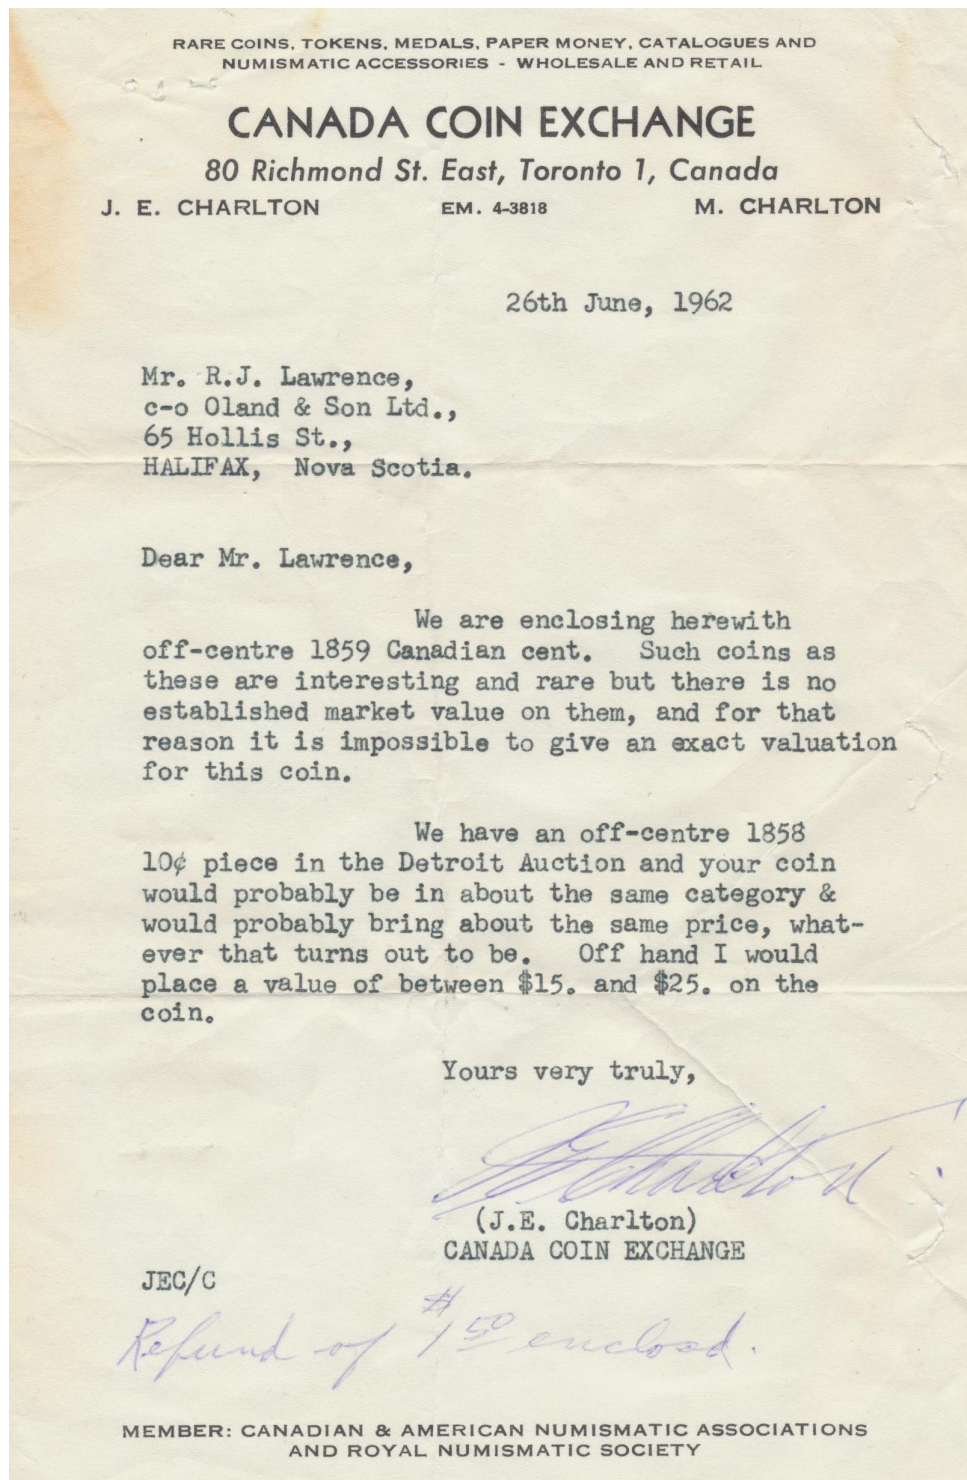 RARE COINS, TOKENS, MEDALS, PAPER MONEY, CATALOGUES AND
NUMISMATIC ACCESSORIES - WHOLESALE AND RETAIL
CANADA COIN EXCHANGE
80 Richmond St. East, Toronto 1, Canada
J. E. CHARLTON EM. 4-3818 M. CHARLTON
26th June, 1962
Mr. R.J. Lawrence,
c-o Oland & Son Ltd.,
65 Hollis St.,
HALIFAX, Nova Scotia.
Dear Mr. Lawrence,
We are enclosing herewith
off-centre 1859 Canadian cent. Such coins as
these are interesting and rare but there is no
established market value on them, and for that
reason it is impossible to give an exact valuation
for this coin.
We have an off-centre 1858
10¢ piece in the Detroit Auction and your coin
would probably be in about the same category &
would probably bring about the same price, what-
ever that turns out to be. Off hand I would
place a value of between $15. and $25. on the
coin.
Yours very truly,
JE Charlton
(J.E. Charlton)
CANADA COIN EXCHANGE
JEC/C
Refund of $1 50 enclosed.
MEMBER: CANADIAN & AMERICAN NUMISMATIC ASSOCIATIONS
AND ROYAL NUMISMATIC SOCIETY